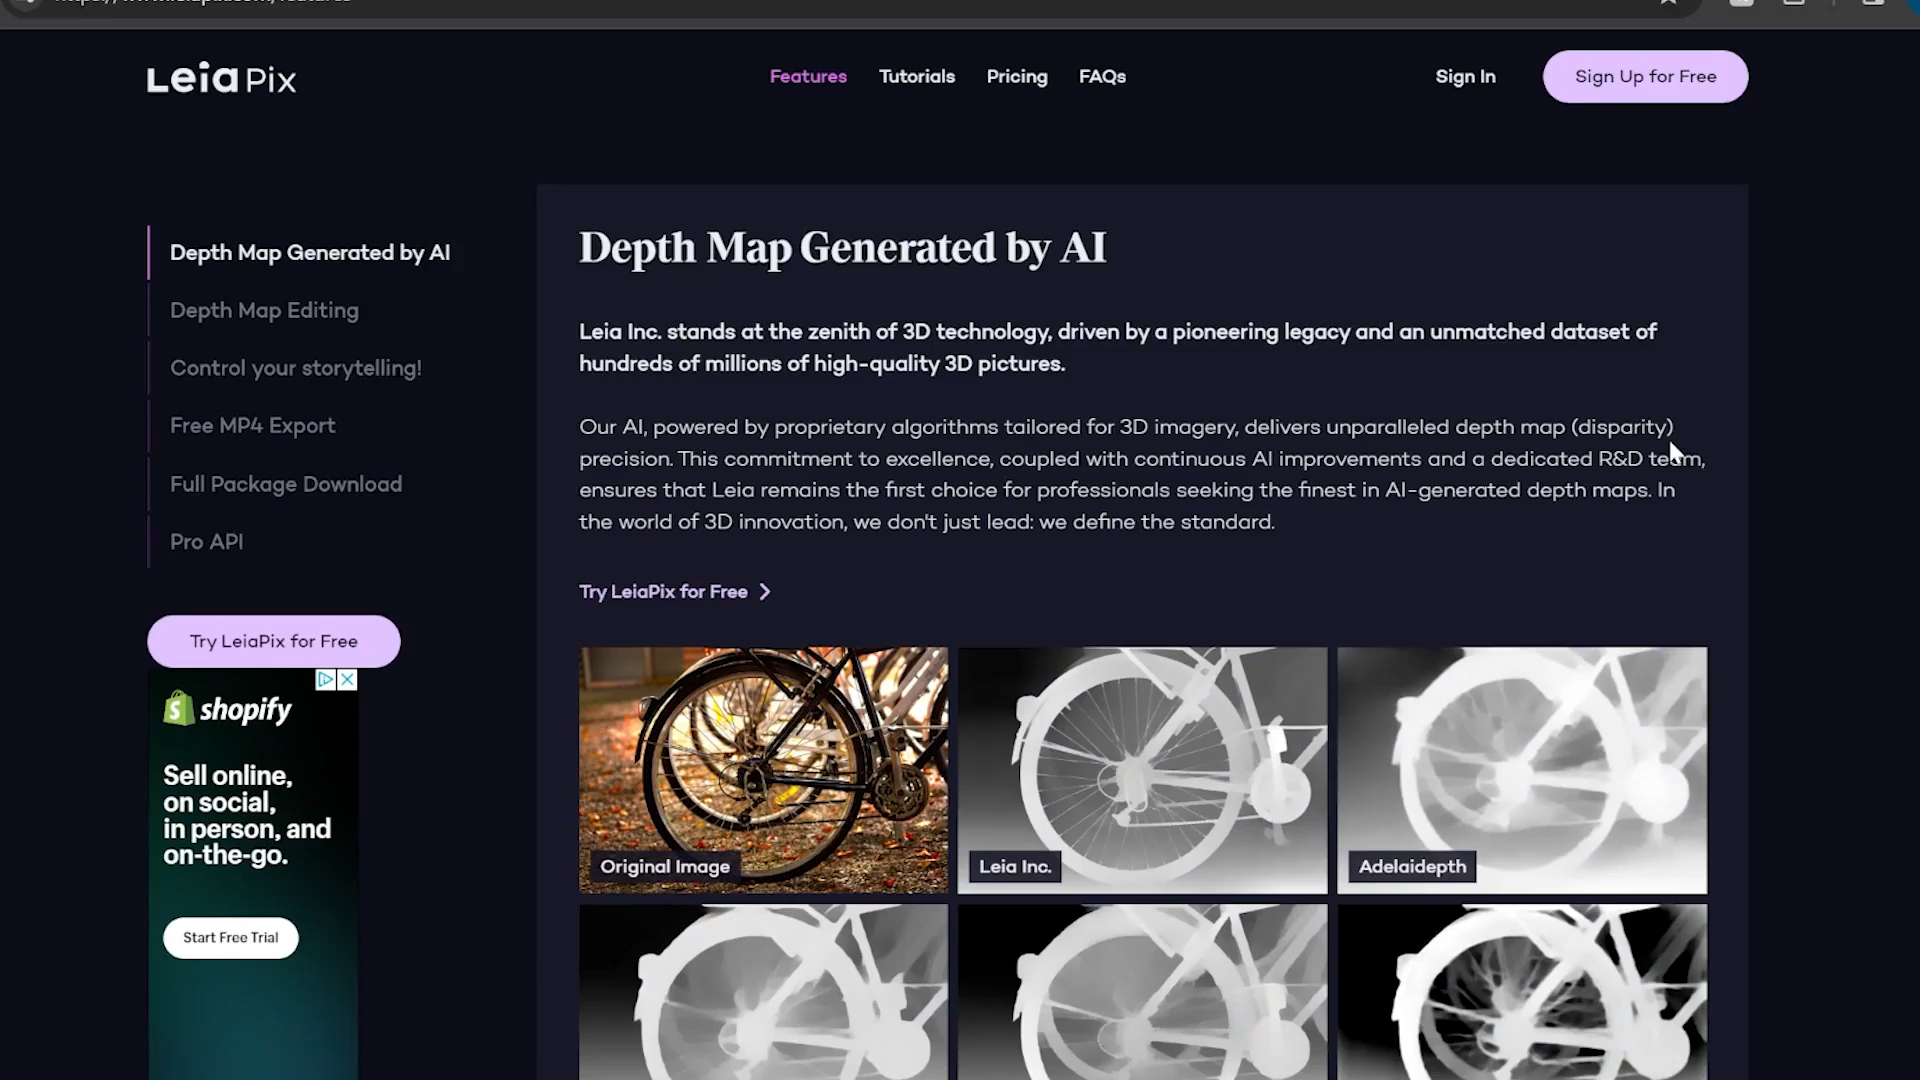 Leia Pix
Features
Tutorials
Pricing
FAQs
Sign In
Sign Up for Free
Depth Map Generated by AI
Depth Map Editing
Control your storytelling!
Free MP4 Export
Full Package Download
Pro API
Try LeiaPix for Free
shopify
Sell online,
on social,
in person, and
on-the-go.
Start Free Trial
Depth Map Generated by AI
Leia Inc. stands at the zenith of 3D technology, driven by a pioneering legacy and an unmatched dataset of
hundreds of millions of high-quality 3D pictures.
Our AI, powered by proprietary algorithms tailored for 3D imagery, delivers unparalleled depth map (disparity)
precision. This commitment to excellence, coupled with continuous AI improvements and a dedicated R&D team,
ensures that Leia remains the first choice for professionals seeking the finest in AI-generated depth maps. In
the world of 3D innovation, we don't just lead: we define the standard.
Try LeiaPix for Free
Original Image
Leia Inc.
Adelaidepth